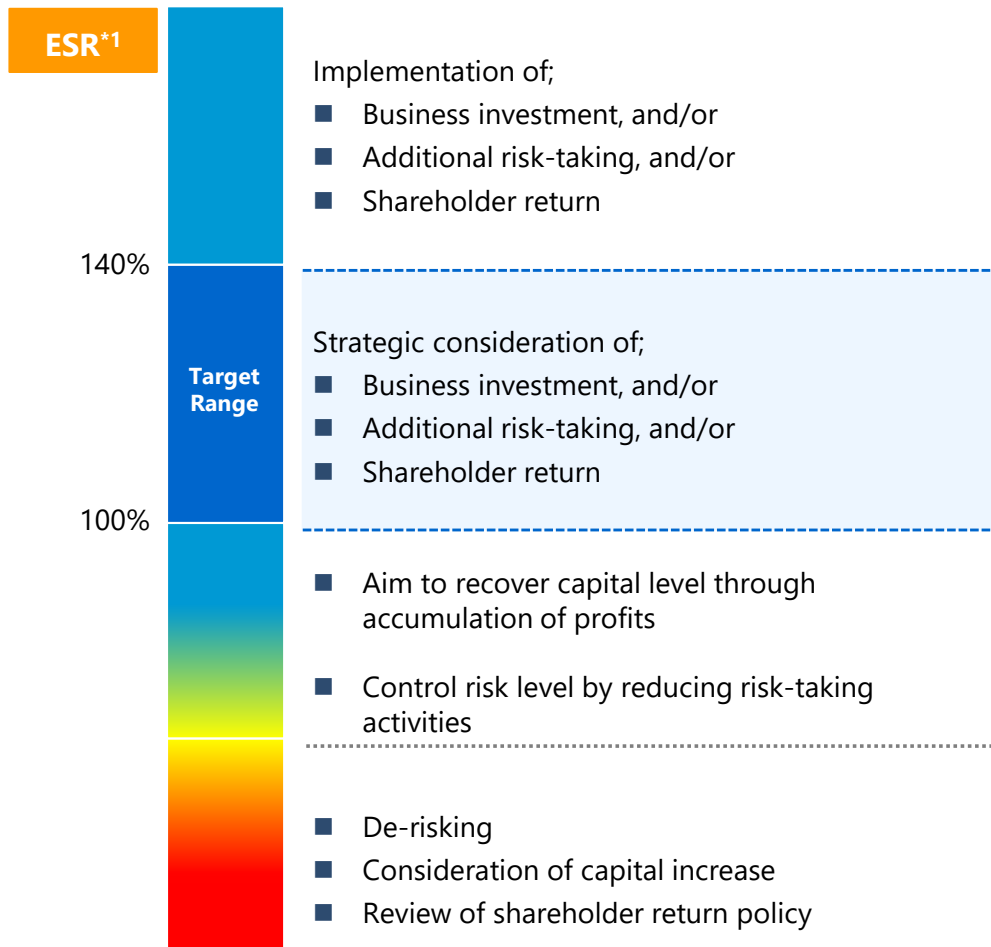 ESR*1
Implementation of;
■ Business investment, and/or
■ Additional risk-taking, and/or
■ Shareholder return
140%
Target
Range
Strategic consideration of;
■ Business investment, and/or
■ Additional risk-taking, and/or
■ Shareholder return
100%
■ Aim to recover capital level through
accumulation of profits
■ Control risk level by reducing risk-taking
activities
■ De-risking
■ Consideration of capital increase
■ Review of shareholder return policy